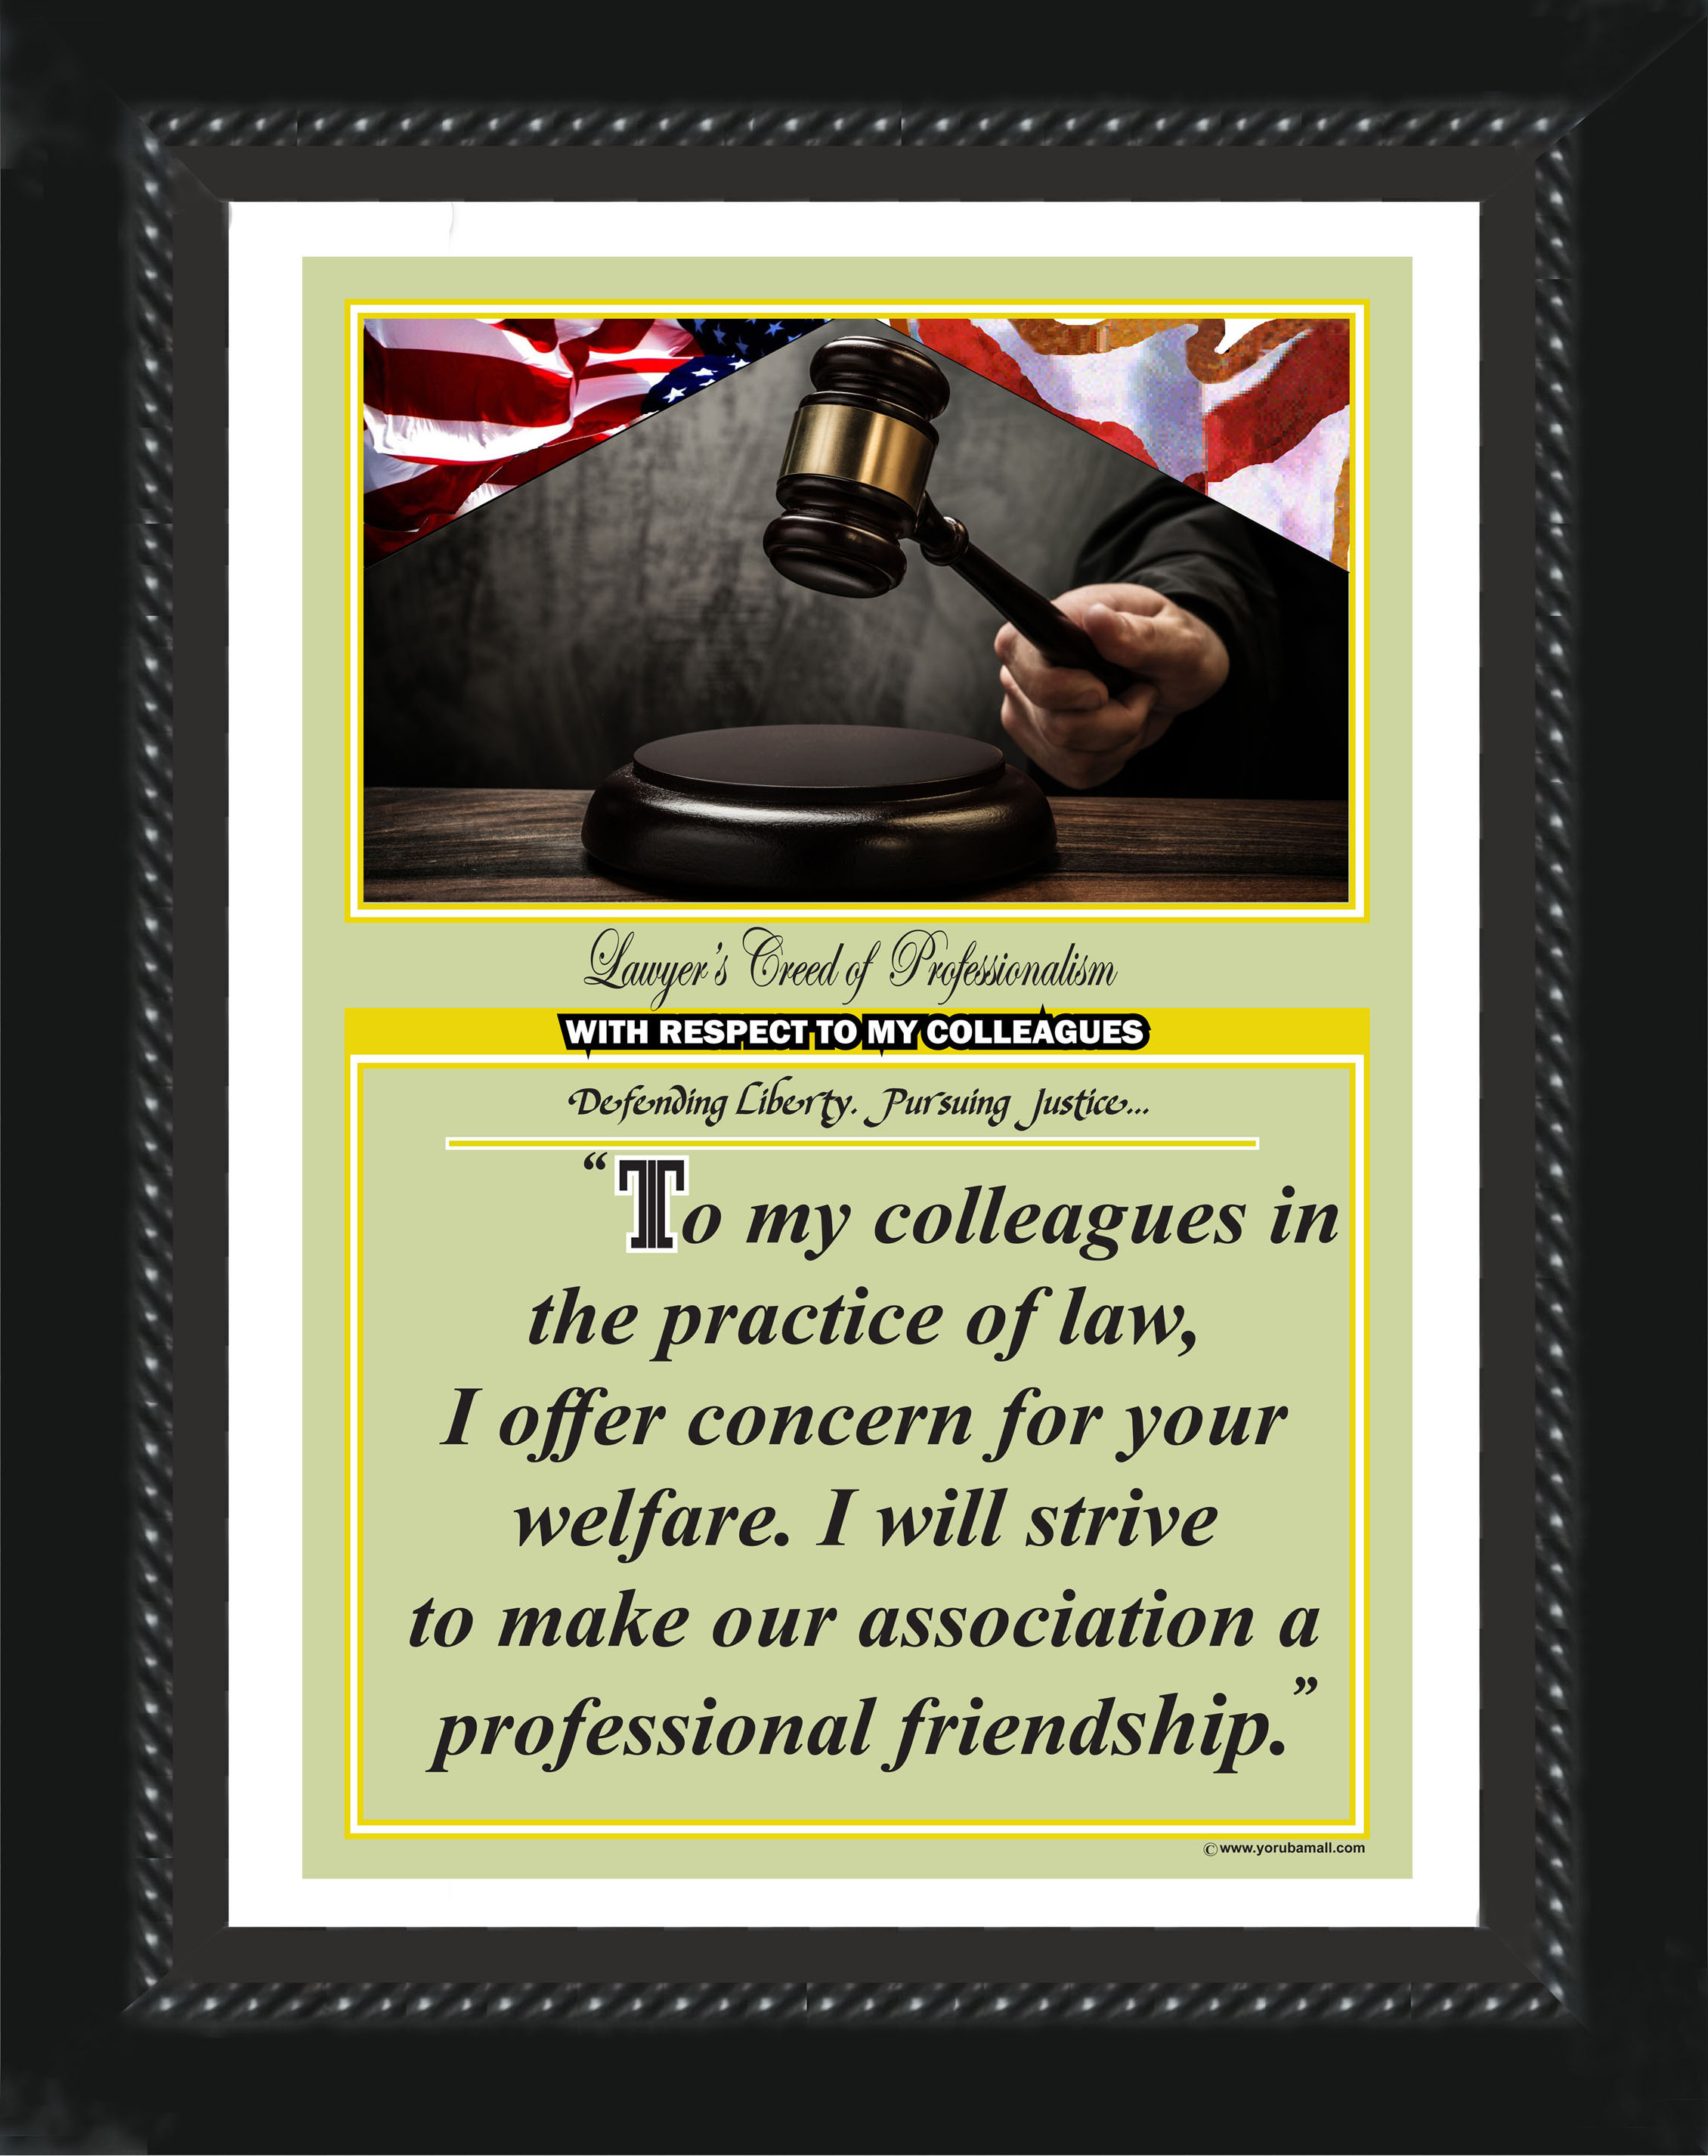 Lawyer's Creed of Professionalism
WITH RESPECT TO MY COLLEAGUES
Defending Liberty. Pursuing Justice...
“To my colleagues in
the practice of law,
I offer concern for your
welfare. I will strive
to make our association a
professional friendship.”
©www.yorubamall.com